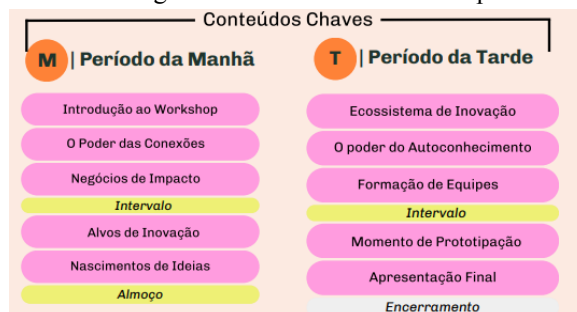 Conteúdos Chaves
M | Período da Manhã
Introdução ao Workshop
O Poder das Conexões
Negócios de Impacto
Intervalo
Alvos de Inovação
Nascimentos de Ideias
Almoço
T | Período da Tarde
Ecossistema de Inovação
O poder do Autoconhecimento
Formação de Equipes
Intervalo
Momento de Prototipação
Apresentação Final
Encerramento